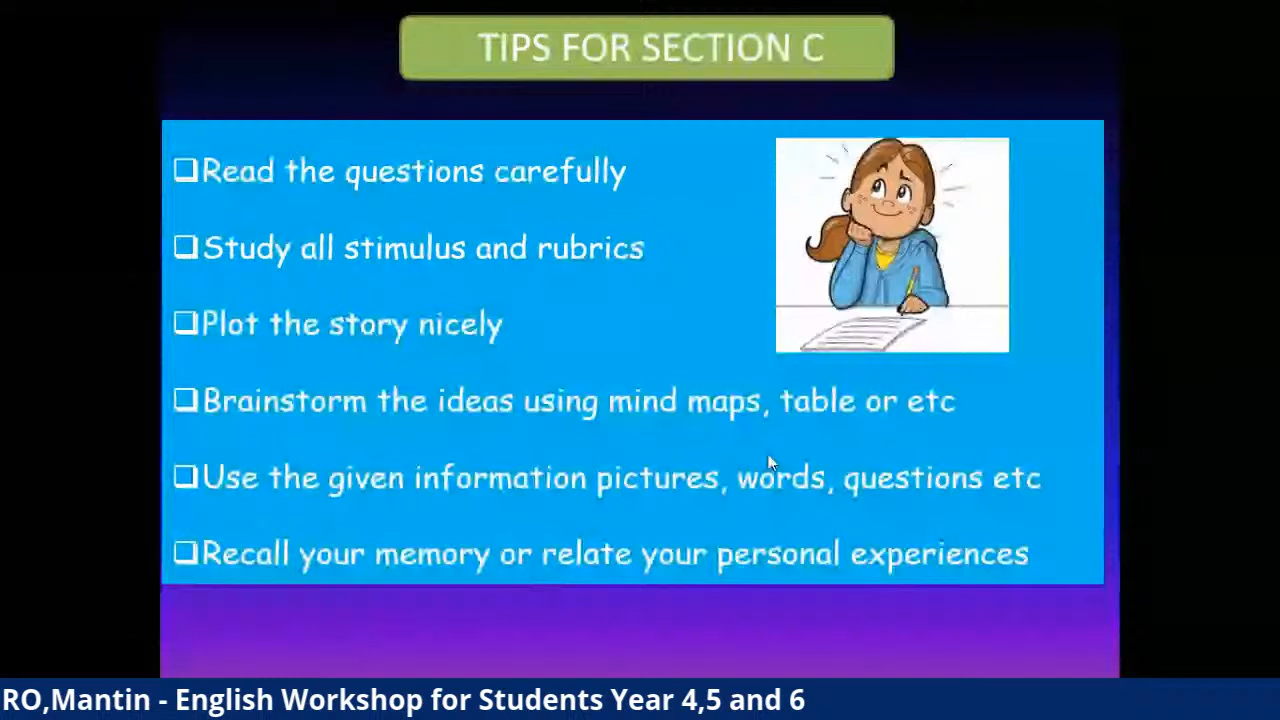 TIPS FOR SECTION C
❑Read the questions carefully
❑Study all stimulus and rubrics
❑Plot the story nicely
❑Brainstorm the ideas using mind maps, table or etc
❑Use the given information pictures, words, questions etc
❑Recall your memory or relate your personal experiences
RO,Mantin - English Workshop for Students Year 4,5 and 6